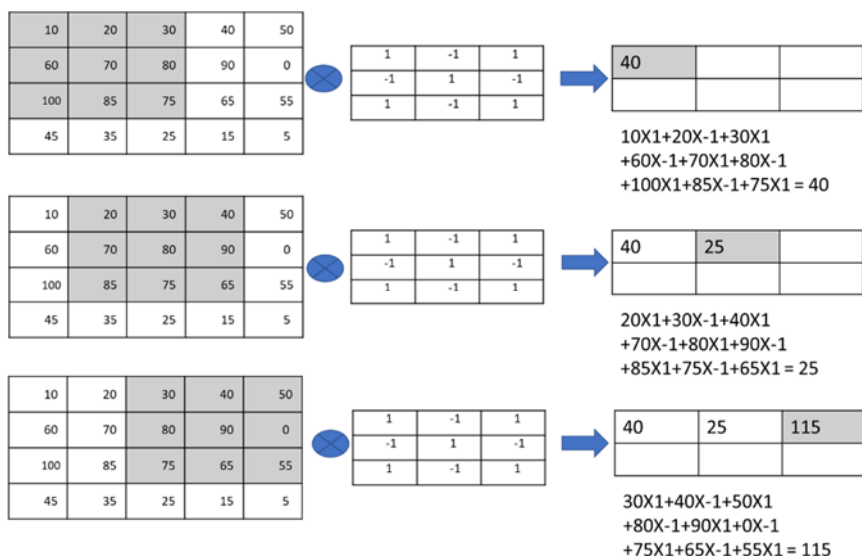 10 20 30 40 50
60 70 80 90 0
100 85 75 65 55
45 35 25 15 5
1 -1 1
-1 1 -1
1 -1 1
40
10X1+20X-1+30X1
+60X-1+70X1+80X-1
+100X1+85X-1+75X1 = 40
10 20 30 40 50
60 70 80 90 0
100 85 75 65 55
45 35 25 15 5
1 -1 1
-1 1 -1
1 -1 1
40 25
20X1+30X-1+40X1
+70X-1+80X1+90X-1
+85X1+75X-1+65X1 = 25
10 20 30 40 50
60 70 80 90 0
100 85 75 65 55
45 35 25 15 5
1 -1 1
-1 1 -1
1 -1 1
40 25 115
30X1+40X-1+50X1
+80X-1+90X1+0X-1
+75X1+65X-1+55X1 = 115